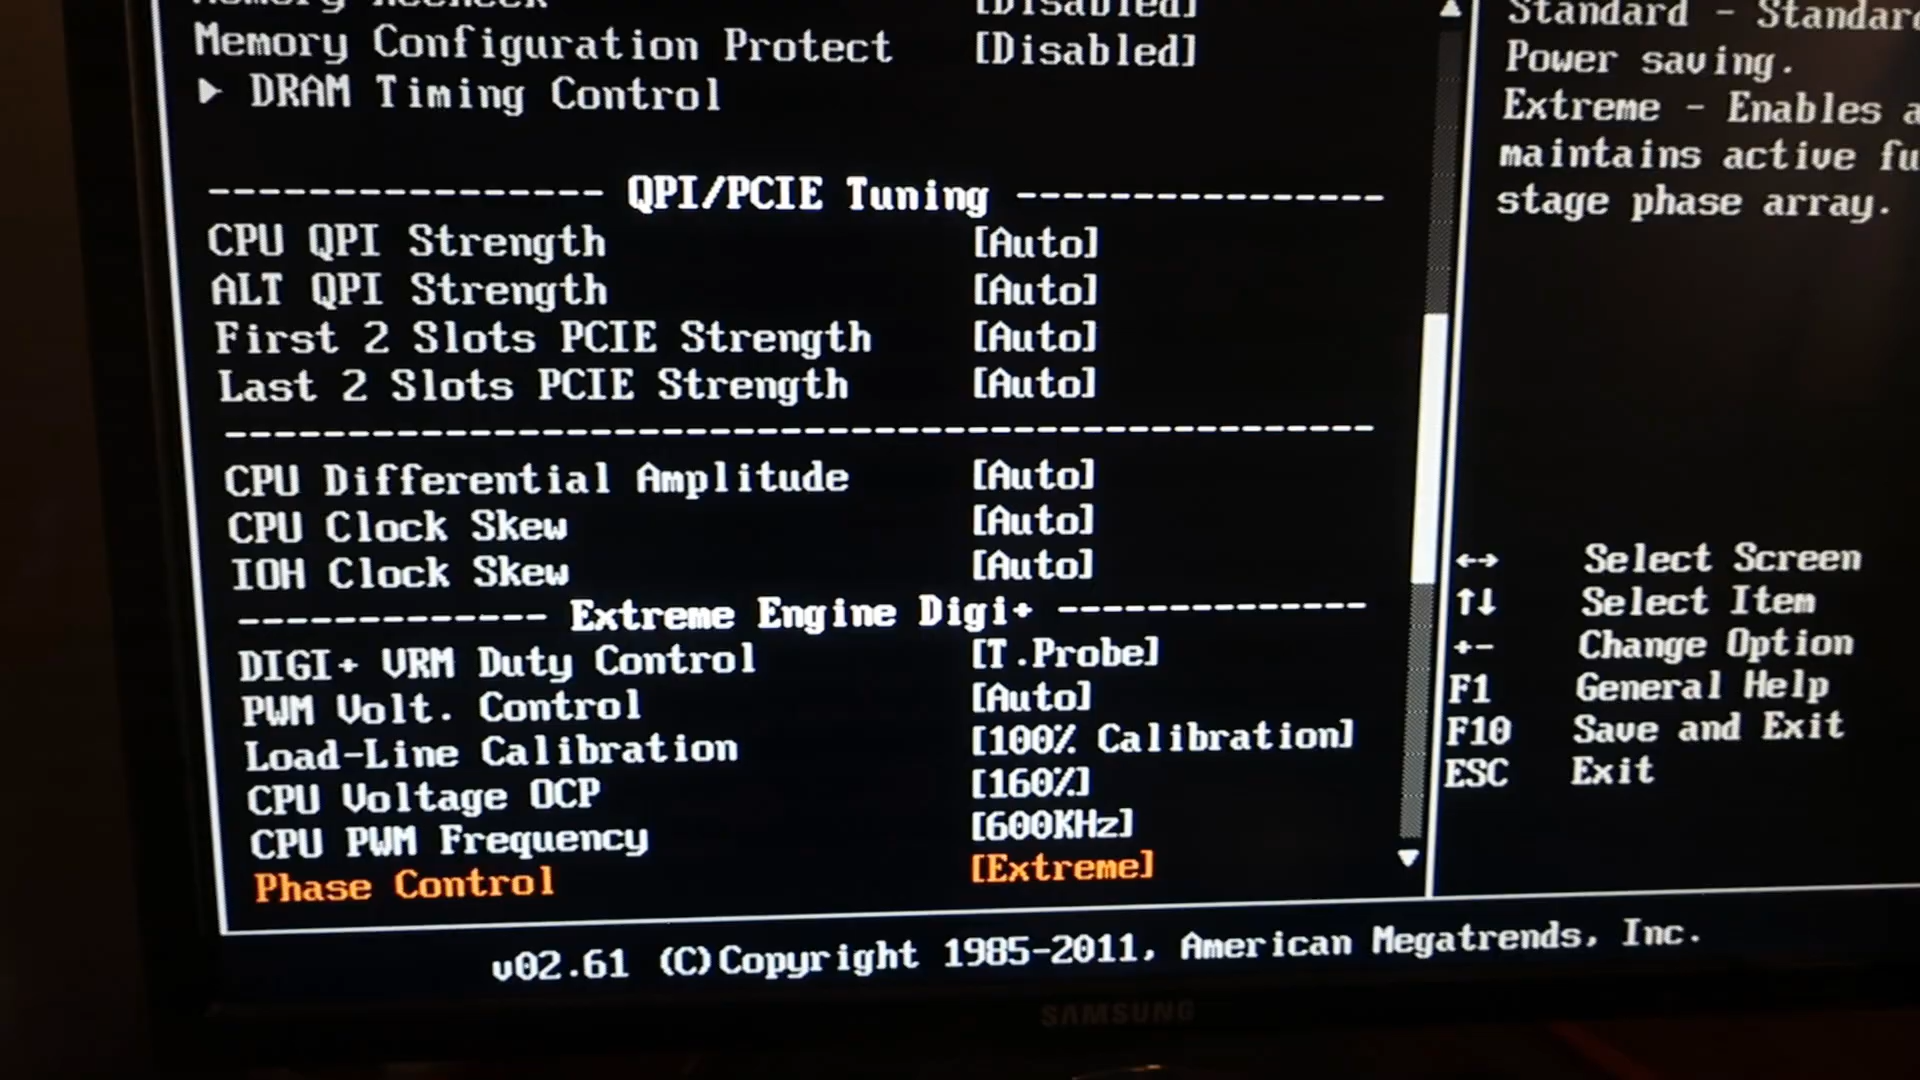 Memory Recheck [Disabled]
Memory Configuration Protect [Disabled]
▶ DRAM Timing Control
---------------- QPI/PCIE Tuning ---------------
CPU QPI Strength [Auto]
ALT QPI Strength [Auto]
First 2 Slots PCIE Strength [Auto]
Last 2 Slots PCIE Strength [Auto]
------------------------------------------------
CPU Differential Amplitude [Auto]
CPU Clock Skew [Auto]
IOH Clock Skew [Auto]
------------- Extreme Engine Digi+ -------------
DIGI+ VRM Duty Control [T.Probe]
PWM Volt. Control [Auto]
Load-Line Calibration [100% Calibration]
CPU Voltage OCP [160%]
CPU PWM Frequency [600KHz]
Phase Control [Extreme]
Standard - Standard
Power saving.
Extreme - Enables a
maintains active fu
stage phase array.
↔ Select Screen
↑↓ Select Item
+- Change Option
F1 General Help
F10 Save and Exit
ESC Exit
v02.61 (C)Copyright 1985-2011, American Megatrends, Inc.
SAMSUNG